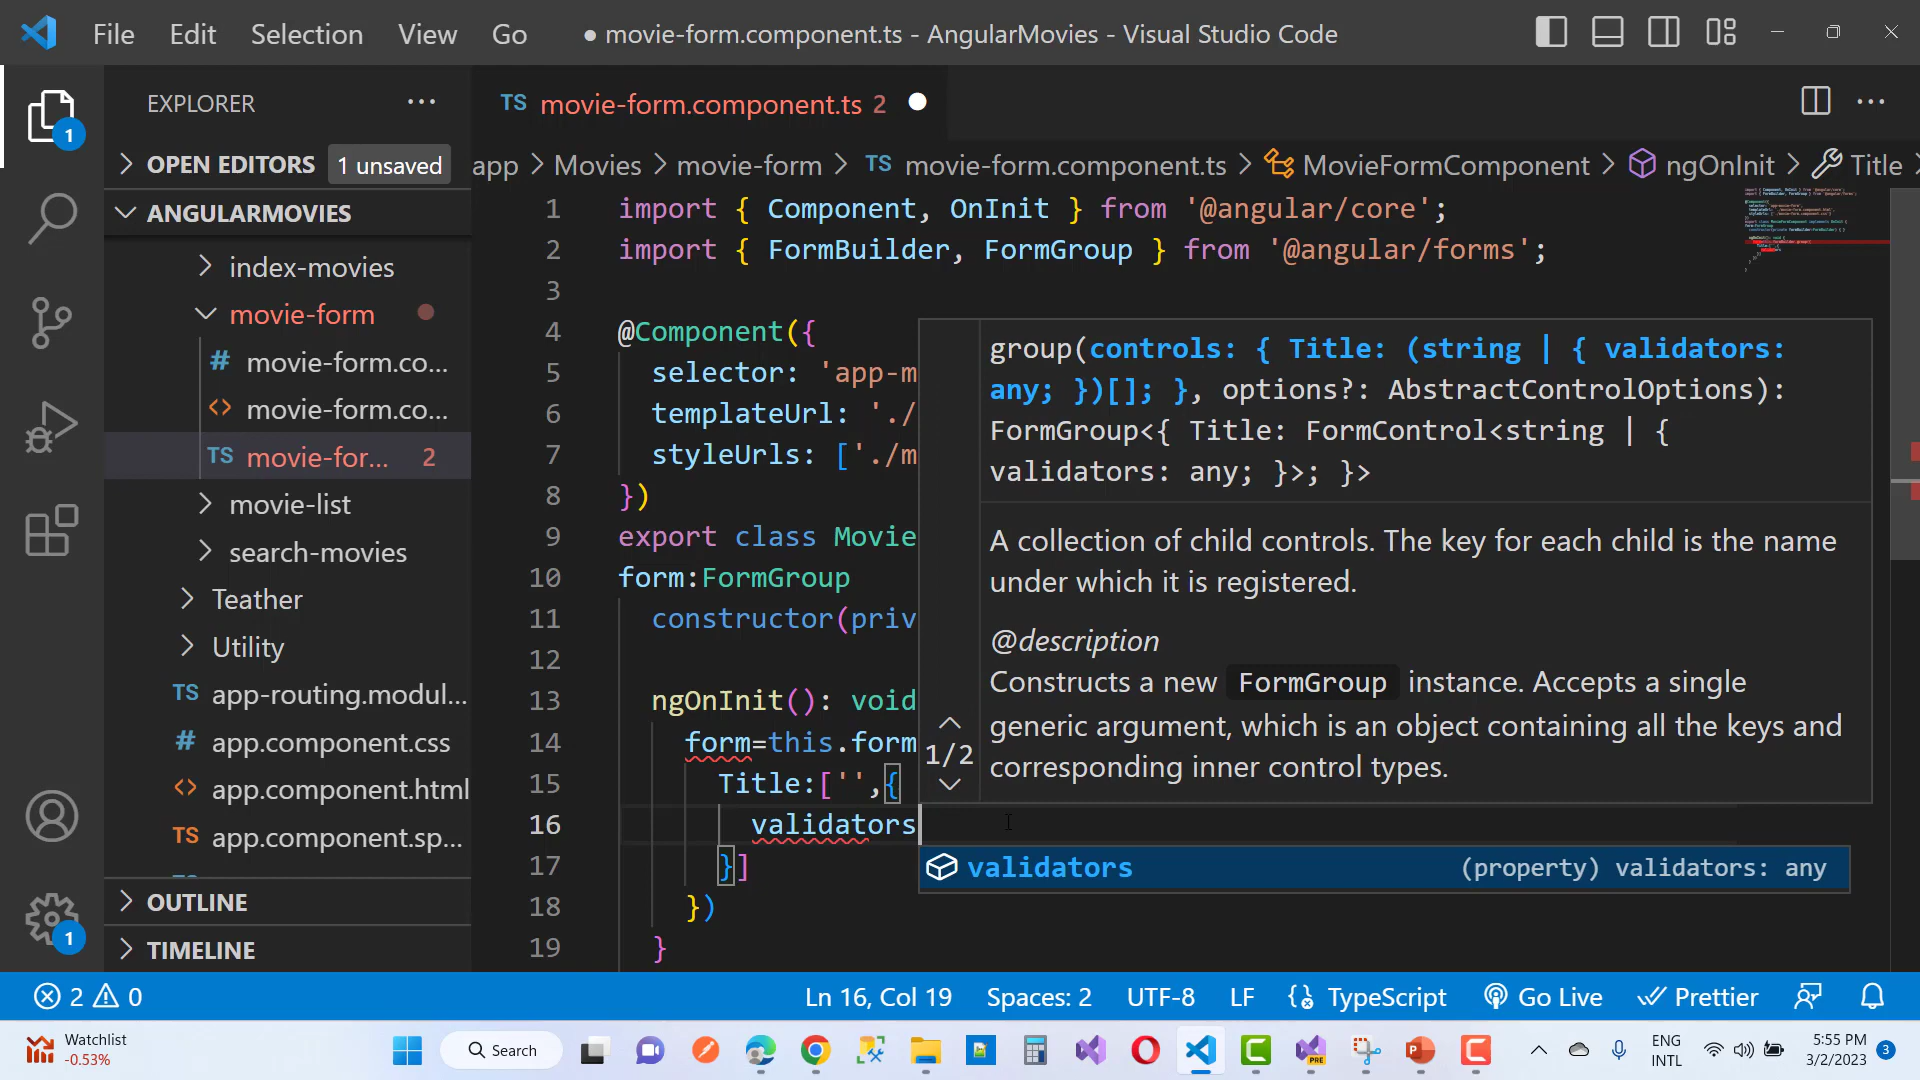 File Edit Selection View Go
● movie-form.component.ts - AngularMovies - Visual Studio Code
EXPLORER ···
TS movie-form.component.ts 2
OPEN EDITORS 1 unsaved
app > Movies > movie-form > TS movie-form.component.ts > MovieFormComponent > ngOnInit > Title
ANGULARMOVIES
index-movies
movie-form
# movie-form.co...
<> movie-form.co...
TS movie-for... 2
movie-list
search-movies
Teather
Utility
TS app-routing.modul...
# app.component.css
<> app.component.html
TS app.component.sp...
OUTLINE
TIMELINE
1
1
1 import { Component, OnInit } from '@angular/core';
2 import { FormBuilder, FormGroup } from '@angular/forms';
3
4 @Component({
5 selector: 'app-m
6 templateUrl: './
7 styleUrls: ['./m
8 })
9 export class Movie
10 form:FormGroup
11 constructor(priv
12
13 ngOnInit(): void
14 form=this.form
15 Title:['',{
16 validators
17 }]
18 })
19 }
group(controls: { Title: (string | { validators:
any; })[]; }, options?: AbstractControlOptions):
FormGroup<{ Title: FormControl<string | {
validators: any; }>; }>
A collection of child controls. The key for each child is the name
under which it is registered.
@description
Constructs a new FormGroup instance. Accepts a single
generic argument, which is an object containing all the keys and
corresponding inner control types.
1/2
validators (property) validators: any
2 0 Ln 16, Col 19 Spaces: 2 UTF-8 LF {} TypeScript Go Live Prettier
Watchlist
-0.53%
Search
PRE
ENG
INTL
5:55 PM
3/2/2023
3